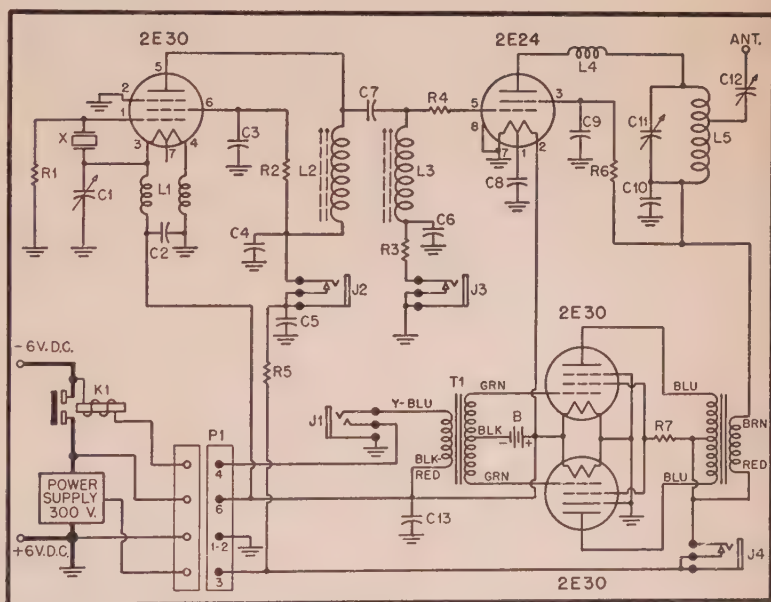 2E30
2E24
ANT.
5
2
1
6
3
4
7
X
R1
C1
L1
C2
C3
R2
L2
C4
C7
R4
L3
C6
R3
J2
C5
J3
5
8
7
1
2
3
L4
C8
C9
R6
C11
C12
L5
C10
-6V.D.C.
K1
POWER
SUPPLY
300 V.
+6V.D.C.
P1
4
6
1-2
3
R5
J1
Y-BLU
T1
GRN
BLK
B
- +
BLK-
RED
GRN
C13
2E30
BLU
R7
BLU
BRN
RED
J4
2E30